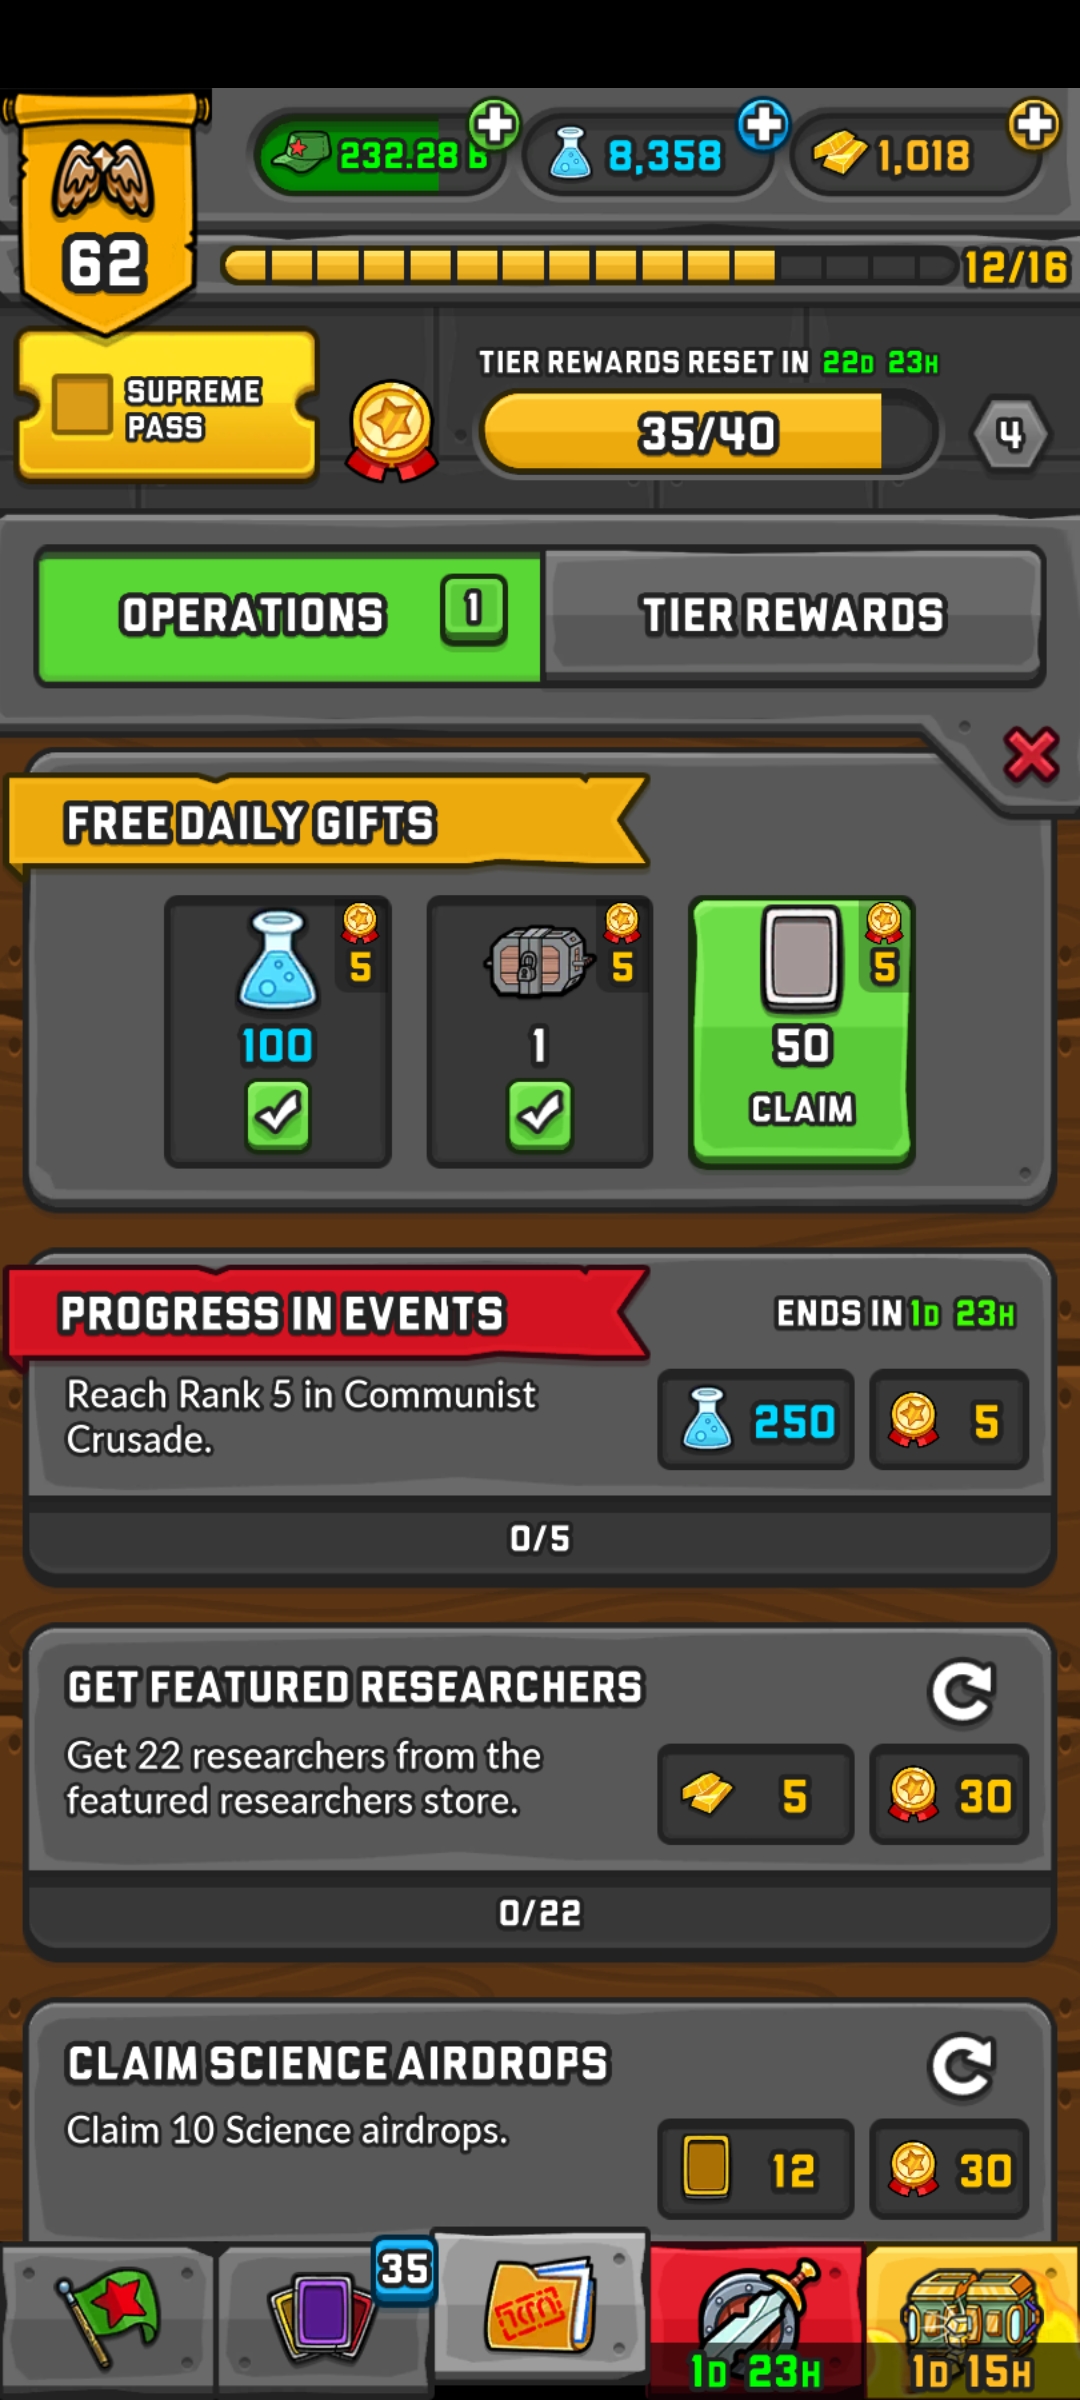 232.28 B
8,358
1,018
62
12/16
SUPREME
PASS
TIER REWARDS RESET IN 22D 23H
35/40
4
OPERATIONS 1
TIER REWARDS
FREE DAILY GIFTS
5
5
5
100
1
50
CLAIM
PROGRESS IN EVENTS
ENDS IN 1D 23H
Reach Rank 5 in Communist
Crusade.
250
5
0/5
GET FEATURED RESEARCHERS
Get 22 researchers from the
featured researchers store.
5
30
0/22
CLAIM SCIENCE AIRDROPS
Claim 10 Science airdrops.
12
30
35
1D 23H
1D 15H